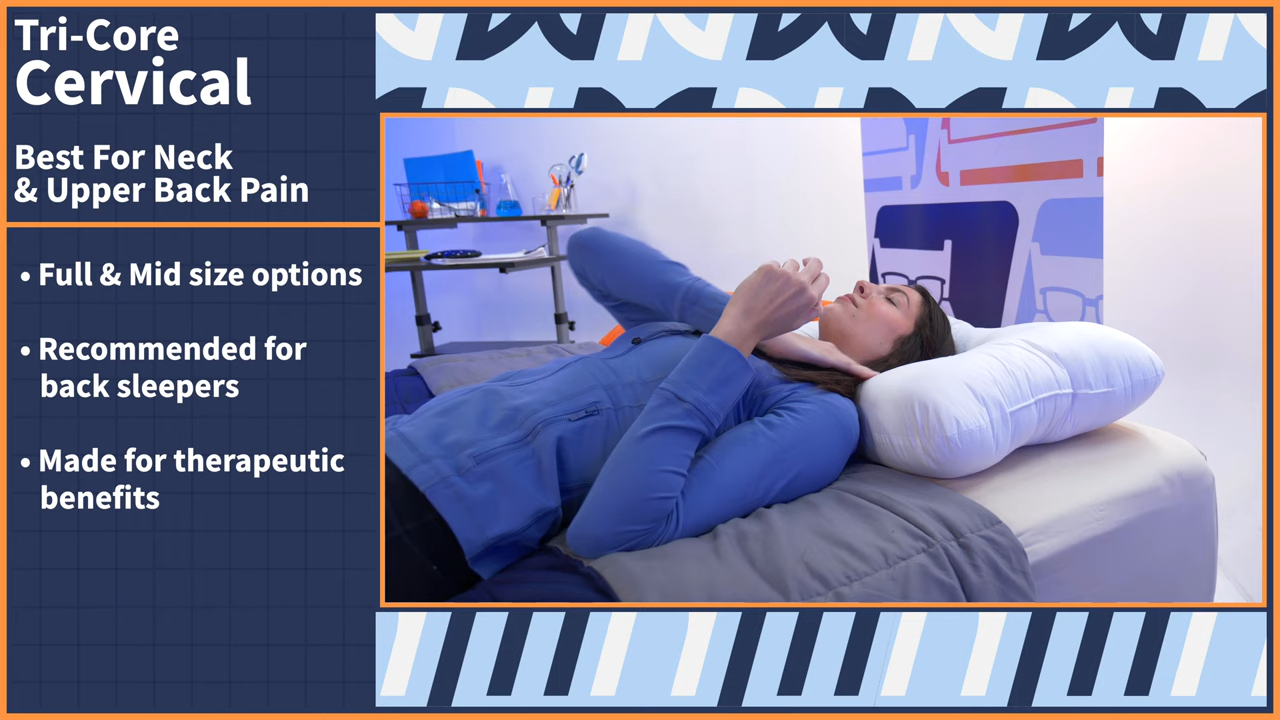 Tri-Core
Cervical
Best For Neck
& Upper Back Pain
• Full & Mid size options
• Recommended for
back sleepers
• Made for therapeutic
benefits